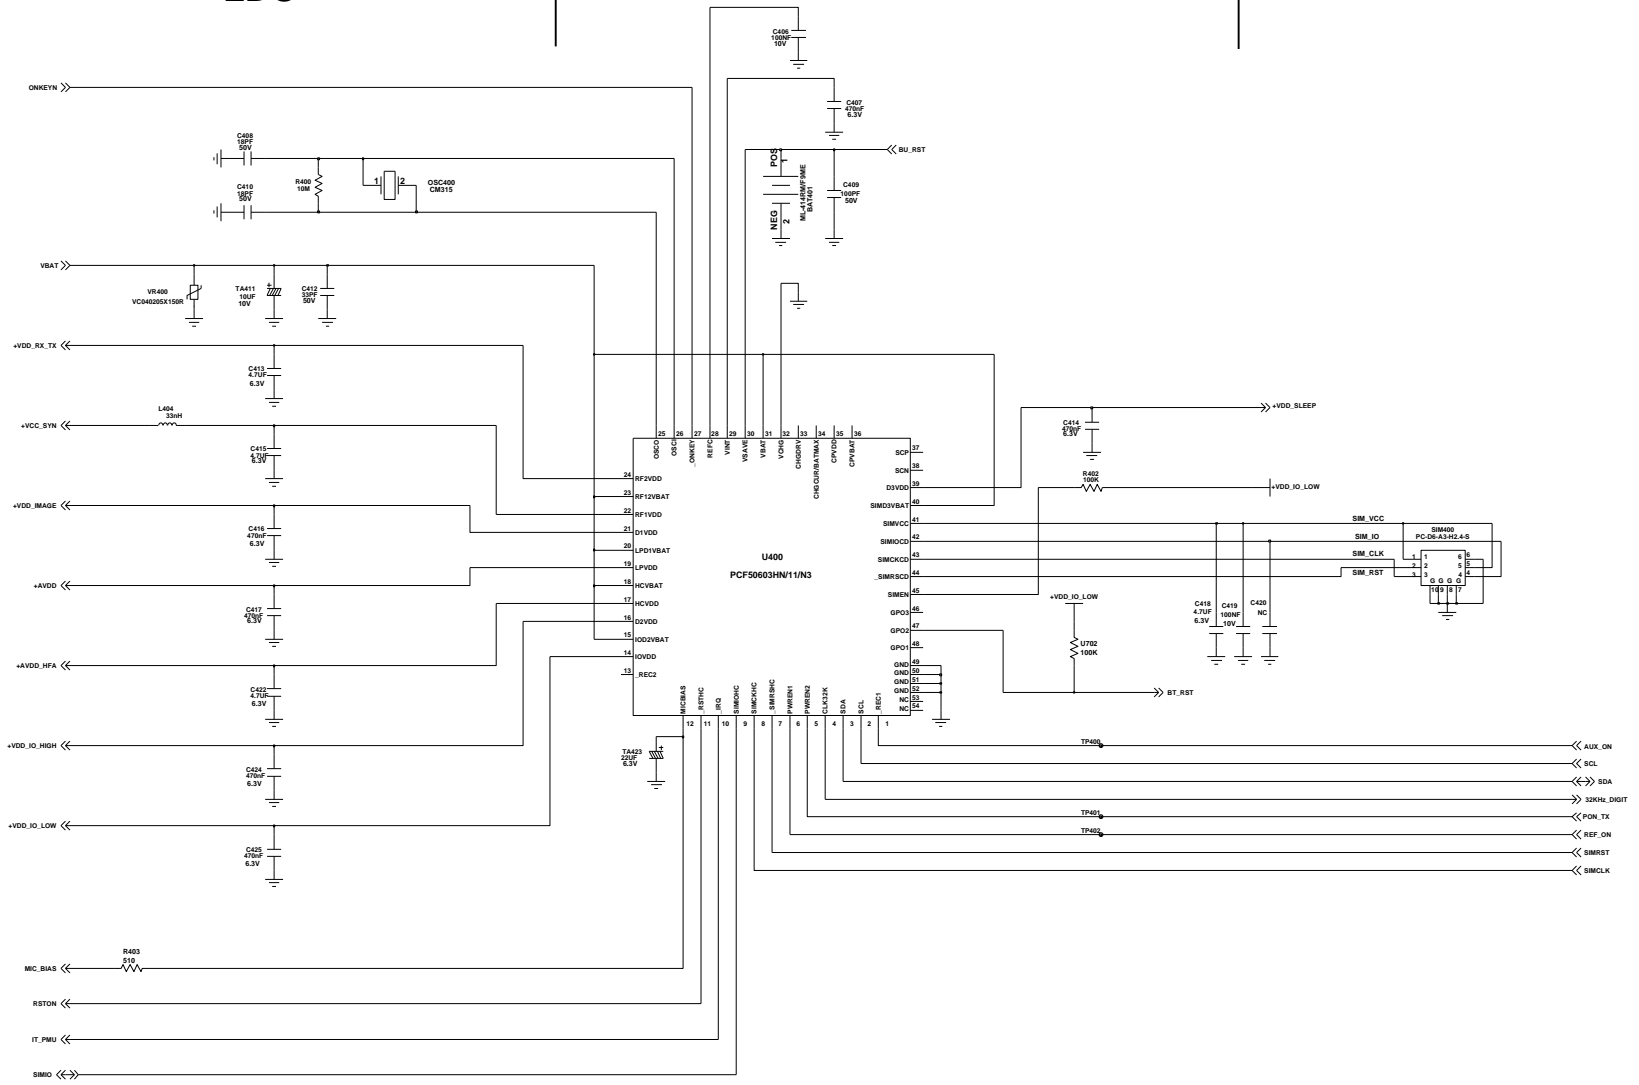 C406
100NF
10V
ONKEYN
C407
470nF
6.3V
C408
18PF
50V
BU_RST
POS
1
NEG
2
ML-414RM/F9ME
BAT401
C409
100PF
50V
R400
10M
1
2
OSC400
CM315
C410
18PF
50V
VBAT
VR400
VC040205X150R
TA411
10UF
10V
C412
33PF
50V
+VDD_RX_TX
C413
4.7UF
6.3V
L404
33nH
+VCC_SYN
C415
4.7UF
6.3V
+VDD_IMAGE
C416
470nF
6.3V
+AVDD
C417
470nF
6.3V
+AVDD_HFA
C422
4.7UF
6.3V
+VDD_IO_HIGH
C424
470nF
6.3V
+VDD_IO_LOW
C425
470nF
6.3V
25 26 27 28 29 30 31 32 33 34 35 36
OSCO
OSCI
_ONKEY
REFC
VINT
VSAVE
VBAT
VCHG
CHGDRV
CHGCUR/BATMAX
CPVDD
CPVBAT
24 RF2VDD
23 RF12VBAT
22 RF1VDD
21 D1VDD
20 LPD1VBAT
19 LPVDD
18 HCVBAT
17 HCVDD
16 D2VDD
15 IOD2VBAT
14 IOVDD
13 _REC2
U400
PCF50603HN/11/N3
SCP 37
SCN 38
D3VDD 39
SIMD3VBAT 40
SIMVCC 41
SIMIOCD 42
SIMCKCD 43
_SIMRSCD 44
SIMEN 45
GPO3 46
GPO2 47
GPO1 48
GND 49
GND 50
GND 51
GND 52
NC 53
NC 54
MICBIAS
RSTHC
IRQ
SIMIOHC
SIMCKHC
SIMRSHC
PWREN1
PWREN2
CLK32K
SDA
SCL
REC1
12 11 10 9 8 7 6 5 4 3 2 1
TA423
22UF
6.3V
+VDD_SLEEP
C414
470nF
6.3V
R402
100K
+VDD_IO_LOW
SIM_VCC
SIM_IO
SIM_CLK
SIM_RST
SIM400
PC-D6-A3-H2.4-S
1 1 6 6
2 2 5 5
3 3 4 4
G G G G
10 9 8 7
+VDD_IO_LOW
U702
100K
C418
4.7UF
6.3V
C419
100NF
10V
C420
NC
BT_RST
TP400
AUX_ON
SCL
SDA
32KHz_DIGIT
TP401
PON_TX
TP402
REF_ON
SIMRST
SIMCLK
R403
510
MIC_BIAS
RSTON
IT_PMU
SIMIO